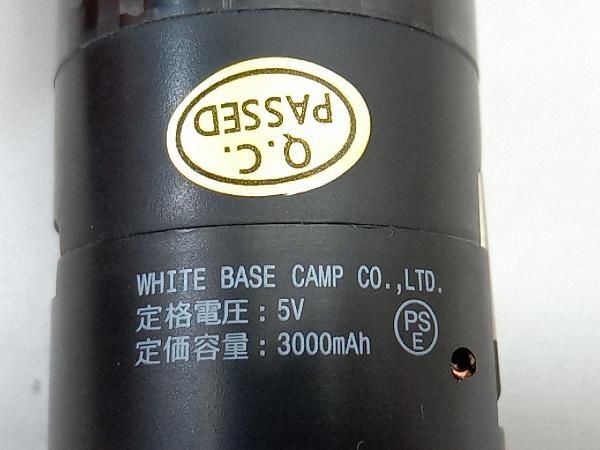 Q.C.
PASSED
WHITE BASE CAMP CO.,LTD.
定格電圧：5V
定価容量：3000mAh
PS
E